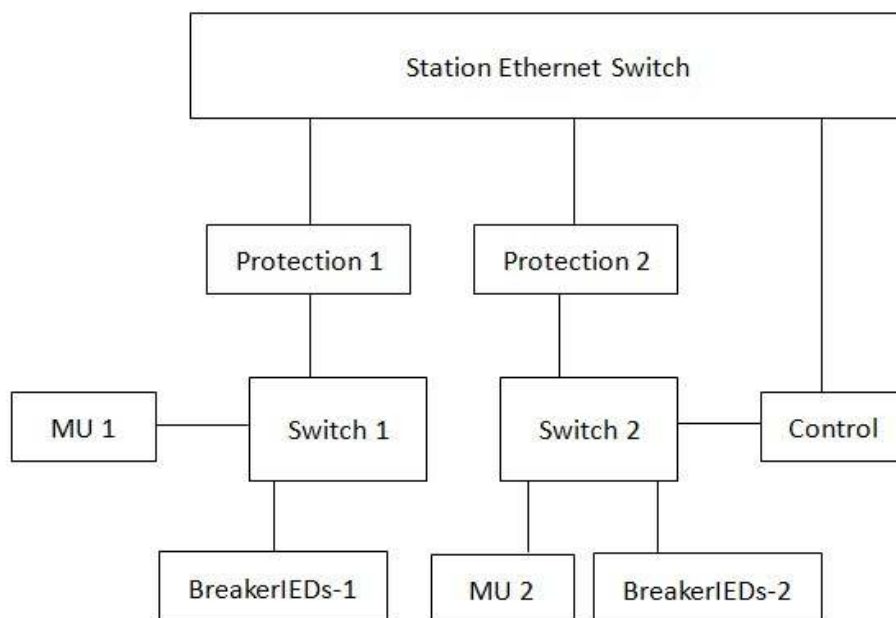 Station Ethernet Switch
Protection 1
Protection 2
MU 1
Switch 1
Switch 2
Control
BreakerIEDs-1
MU 2
BreakerIEDs-2